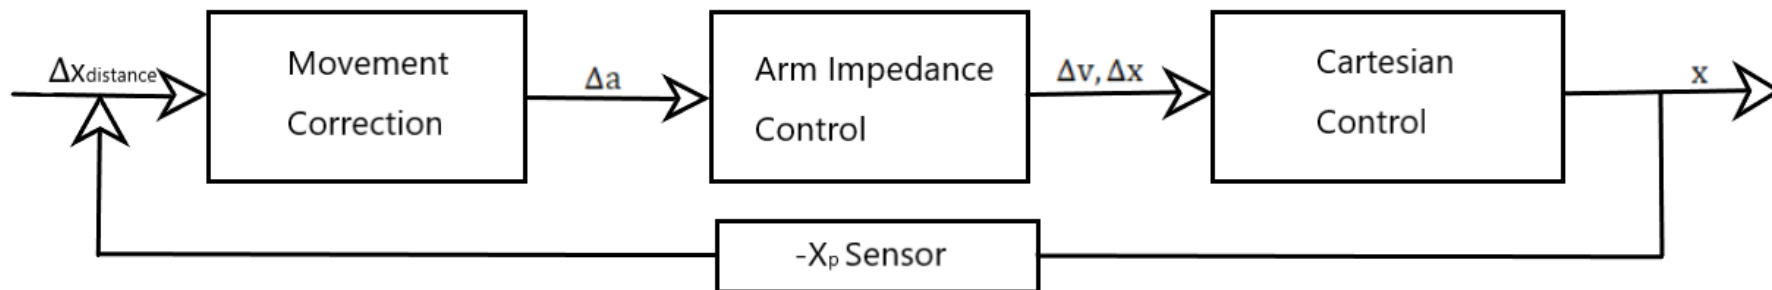 Δxdistance
Movement
Correction
Δa
Arm Impedance
Control
Δv, Δx
Cartesian
Control
x
-Xp Sensor